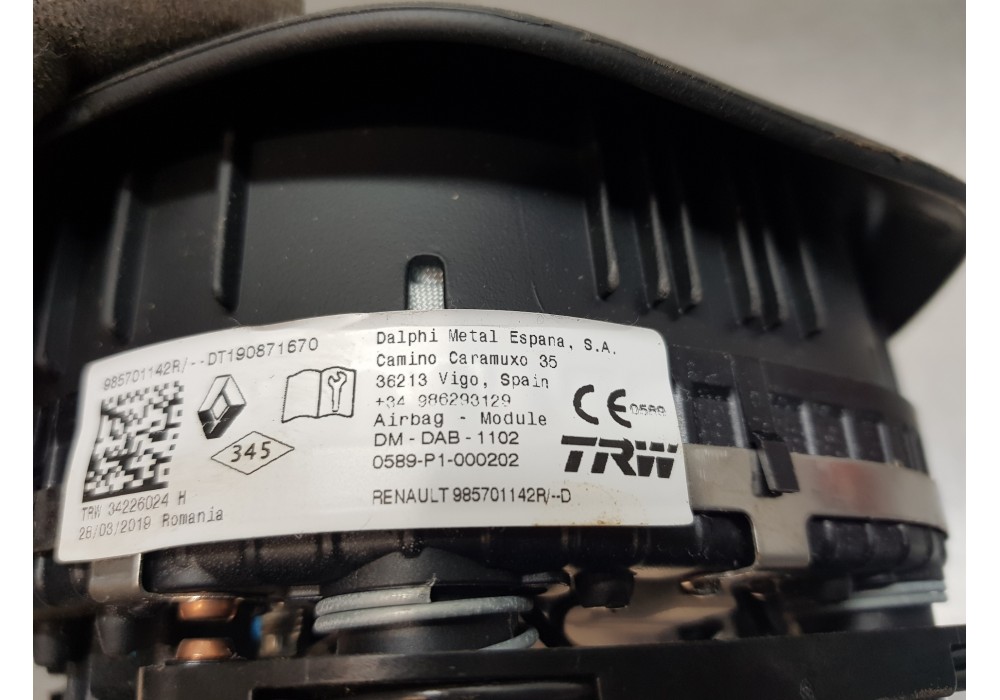 985701142R/--DT190871670
345
TRW 34226024 H
28/03/2019 Romania
Dalphi Metal Espana, S.A.
Camino Caramuxo 35
36213 Vigo, Spain
+34 986293129
Airbag - Module
DM - DAB - 1102
0589-P1-000202
RENAULT 985701142R/--D
CE 0589
TRW